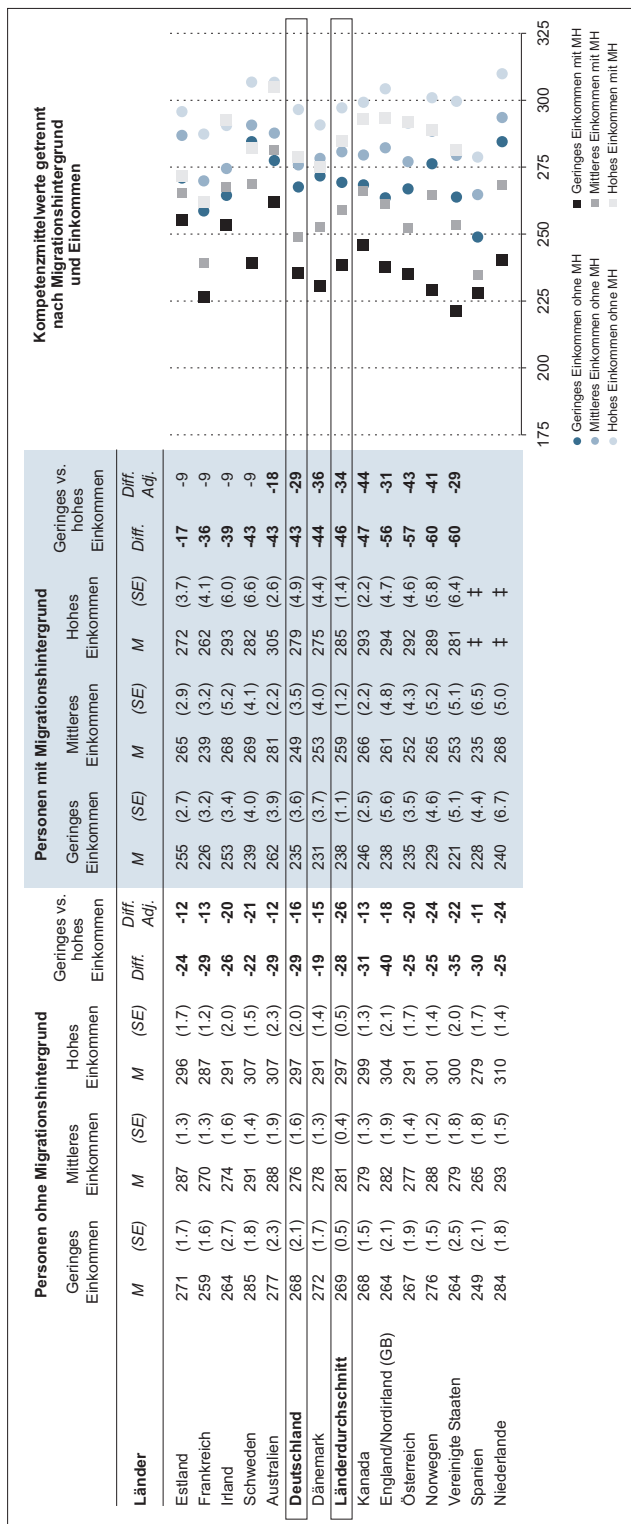 Personen ohne Migrationshintergrund Personen mit Migrationshintergrund Kompetenzmittelwerte getrennt
nach Migrationshintergrund
und Einkommen
Geringes Einkommen Mittleres Einkommen Hohes Einkommen Geringes vs. hohes Einkommen Geringes Einkommen Mittleres Einkommen Hohes Einkommen Geringes vs. hohes Einkommen
Länder M (SE) M (SE) M (SE) Diff. Diff. Adj. M (SE) M (SE) M (SE) Diff. Diff. Adj.
Estland 271 (1.7) 287 (1.3) 296 (1.7) -24 -12 255 (2.7) 265 (2.9) 272 (3.7) -17 -9
Frankreich 259 (1.6) 270 (1.3) 287 (1.2) -29 -13 226 (3.2) 239 (3.2) 262 (4.1) -36 -9
Irland 264 (2.7) 274 (1.6) 291 (2.0) -26 -20 253 (3.4) 268 (5.2) 293 (6.0) -39 -9
Schweden 285 (1.8) 291 (1.4) 307 (1.5) -22 -21 239 (4.0) 269 (4.1) 282 (6.6) -43 -9
Australien 277 (2.3) 288 (1.9) 307 (2.3) -29 -12 262 (3.9) 281 (2.2) 305 (2.6) -43 -18
Deutschland 268 (2.1) 276 (1.6) 297 (2.0) -29 -16 235 (3.6) 249 (3.5) 279 (4.9) -43 -29
Dänemark 272 (1.7) 278 (1.3) 291 (1.4) -19 -15 231 (3.7) 253 (4.0) 275 (4.4) -44 -36
Länderdurchschnitt 269 (0.5) 281 (0.4) 297 (0.5) -28 -26 238 (1.1) 259 (1.2) 285 (1.4) -46 -34
Kanada 268 (1.5) 279 (1.3) 299 (1.3) -31 -13 246 (2.5) 266 (2.2) 293 (2.2) -47 -44
England/Nordirland (GB) 264 (2.1) 282 (1.9) 304 (2.1) -40 -18 238 (5.6) 261 (4.8) 294 (4.7) -56 -31
Österreich 267 (1.9) 277 (1.4) 291 (1.7) -25 -20 235 (3.5) 252 (4.3) 292 (4.6) -57 -43
Norwegen 276 (1.5) 288 (1.2) 301 (1.4) -25 -24 229 (4.6) 265 (5.2) 289 (5.8) -60 -41
Vereinigte Staaten 264 (2.5) 279 (1.8) 300 (2.0) -35 -22 221 (5.1) 253 (5.1) 281 (6.4) -60 -29
Spanien 249 (2.1) 265 (1.8) 279 (1.7) -30 -11 228 (4.4) 235 (6.5) ‡ ‡
Niederlande 284 (1.8) 293 (1.5) 310 (1.4) -25 -24 240 (6.7) 268 (5.0) ‡ ‡
175 200 225 250 275 300 325
Geringes Einkommen ohne MH Geringes Einkommen mit MH
Mittleres Einkommen ohne MH Mittleres Einkommen mit MH
Hohes Einkommen ohne MH Hohes Einkommen mit MH